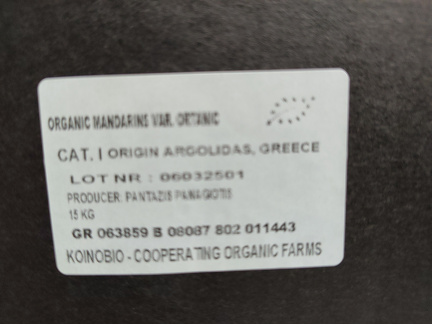 ORGANIC MANDARINS VAR. ORTANIC
CAT. I ORIGIN ARGOLIDAS, GREECE
LOT NR : 06032501
PRODUCER: PANTAZIS PANAGIOTIS
15 KG
GR 063859 B 08087 802 011443
KOINOBIO - COOPERATING ORGANIC FARMS